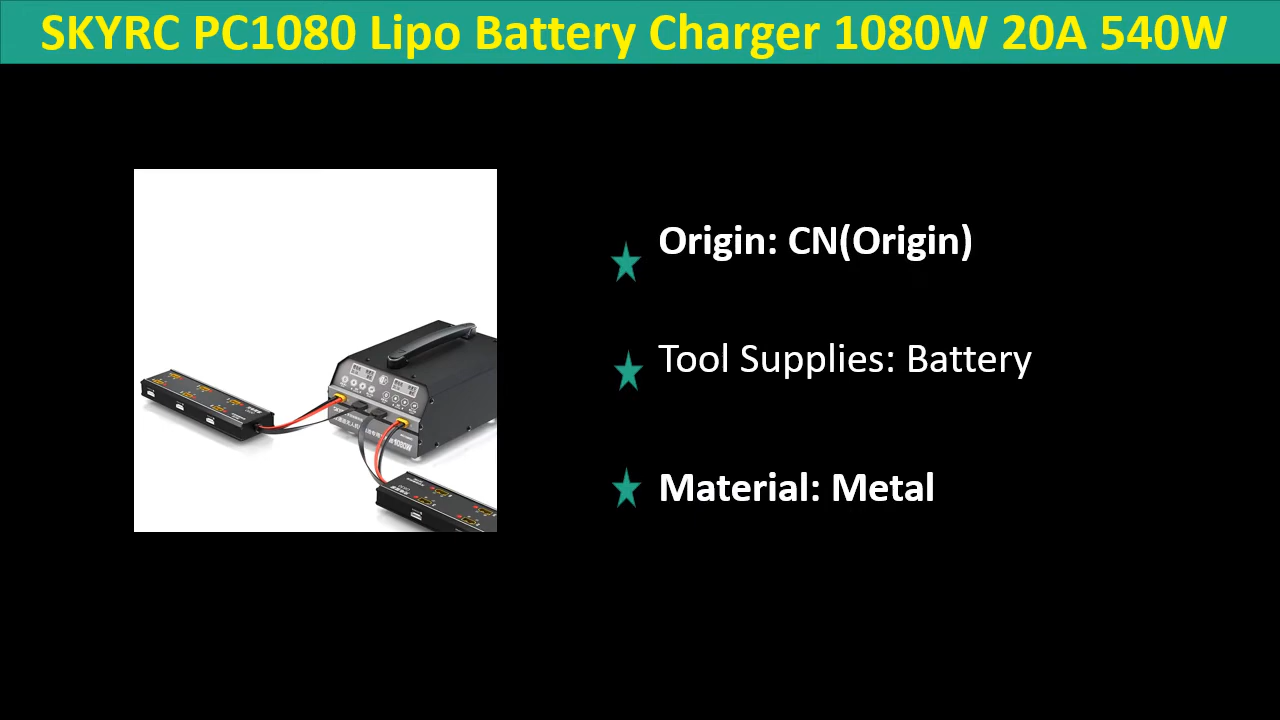 SKYRC PC1080 Lipo Battery Charger 1080W 20A 540W
Origin: CN(Origin)
Tool Supplies: Battery
Material: Metal